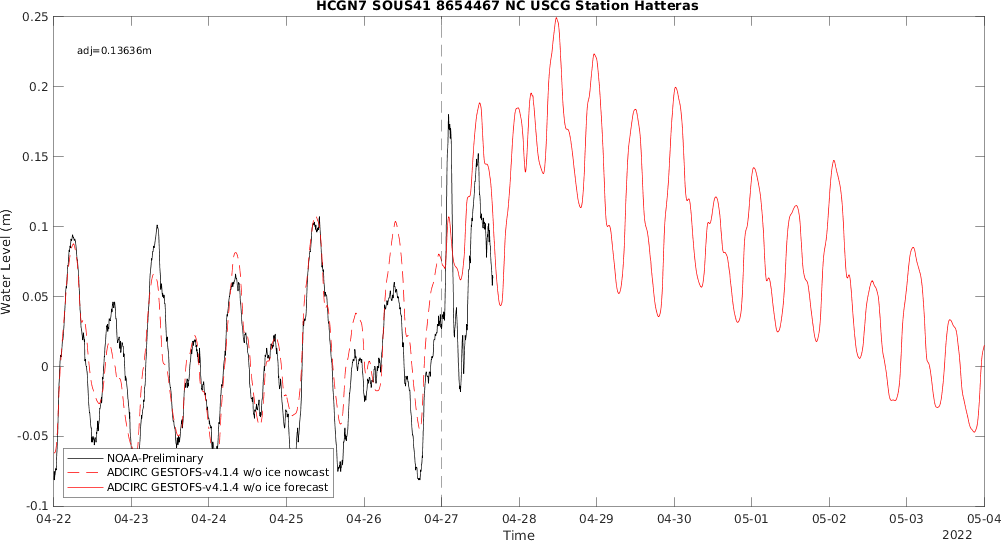 HCGN7 SOUS41 8654467 NC USCG Station Hatteras
adj=0.13636m
0.25
0.2
0.15
0.1
0.05
0
-0.05
-0.1
Water Level (m)
NOAA-Preliminary
ADCIRC GESTOFS-v4.1.4 w/o ice nowcast
ADCIRC GESTOFS-v4.1.4 w/o ice forecast
04-22 04-23 04-24 04-25 04-26 04-27 04-28 04-29 04-30 05-01 05-02 05-03 05-04
Time
2022